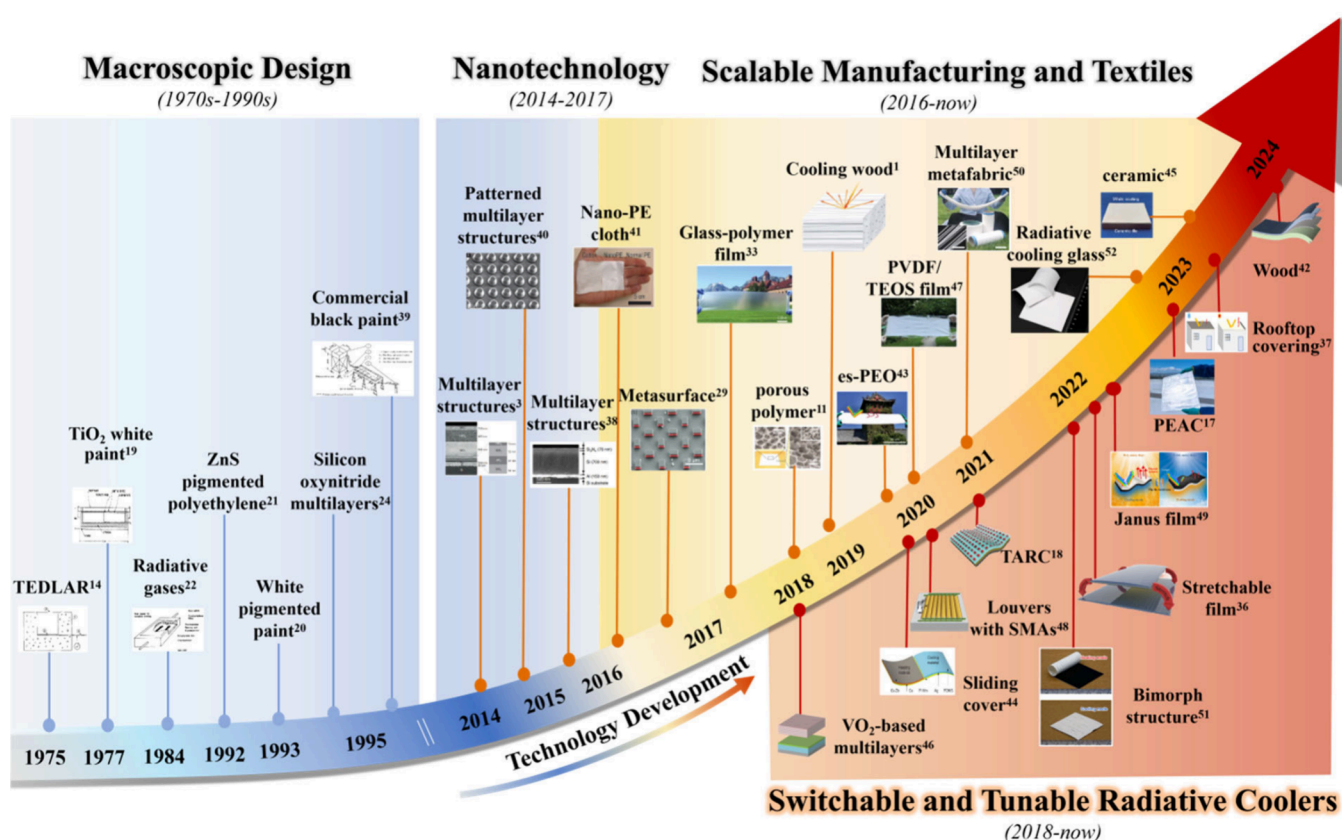 Macroscopic Design
(1970s-1990s)
Nanotechnology
(2014-2017)
Scalable Manufacturing and Textiles
(2016-now)
TEDLAR14
TiO2 white
paint19
Radiative
gases22
ZnS
pigmented
polyethylene21
White
pigmented
paint20
Silicon
oxynitride
multilayers24
Commercial
black paint39
Multilayer
structures3
Patterned
multilayer
structures40
Multilayer
structures38
Nano-PE
cloth41
Metasurface29
Glass-polymer
film33
porous
polymer11
Cooling wood1
es-PEO43
PVDF/
TEOS film47
Multilayer
metafabric50
Radiative
cooling glass52
ceramic45
1975
1977
1984
1992
1993
1995
2014
2015
2016
2017
2018
2019
2020
2021
2022
2023
2024
Technology Development
VO2-based
multilayers46
Sliding
cover44
Louvers
with SMAs48
TARC18
Bimorph
structure51
Stretchable
film36
Janus film49
PEAC17
Rooftop
covering37
Wood42
Switchable and Tunable Radiative Coolers
(2018-now)